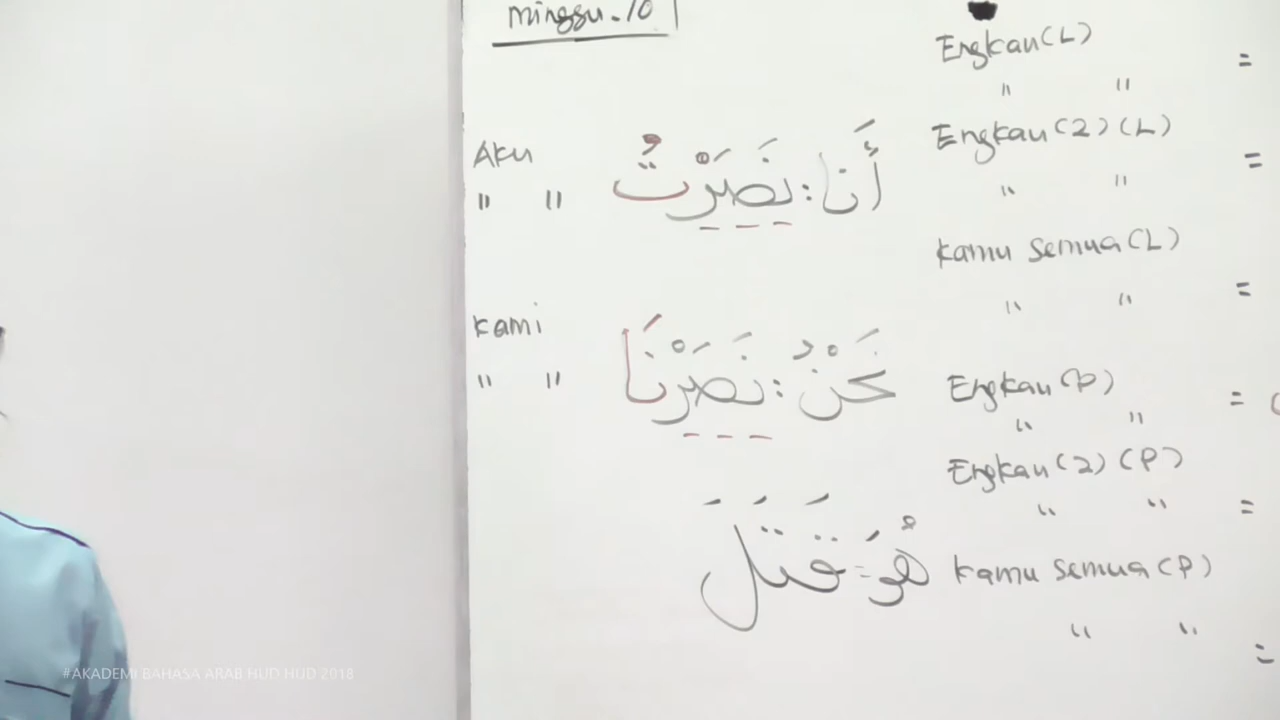 minggu.10
Aku
" "
أَنَا : نَصَرْتُ
kami
" "
نَحْنُ : نَصَرْنَا
هُوَ = قَتَلَ
Engkau(L) =
" "
Engkau(2)(L) =
" "
kamu semua(L) =
" "
Engkau(P) =
" "
Engkau(2)(P) =
" "
kamu semua(P) =
" "
#AKADEMI BAHASA ARAB HUD HUD 2018